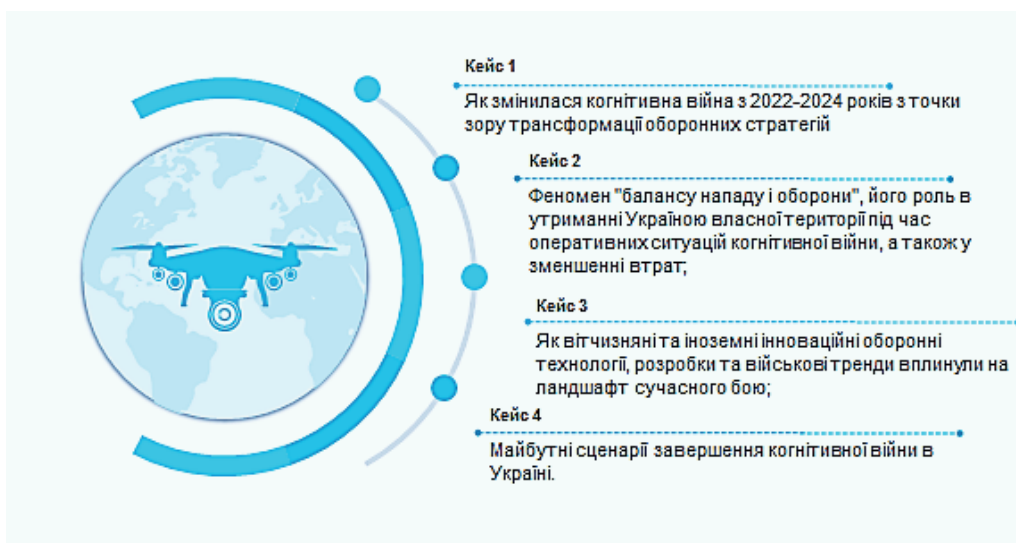 Кейс 1
Як змінилася когнітивна війна з 2022-2024 років з точки
зору трансформації оборонних стратегій
Кейс 2
Феномен "балансу нападу і оборони", його роль в
утриманні Україною власної території під час
оперативних ситуацій когнітивної війни, а також у
зменшенні втрат;
Кейс 3
Як вітчизняні та іноземні інноваційні оборонні
технології, розробки та військові тренди вплинули на
ландшафт сучасного бою;
Кейс 4
Майбутні сценарії завершення когнітивної війни в
Україні.